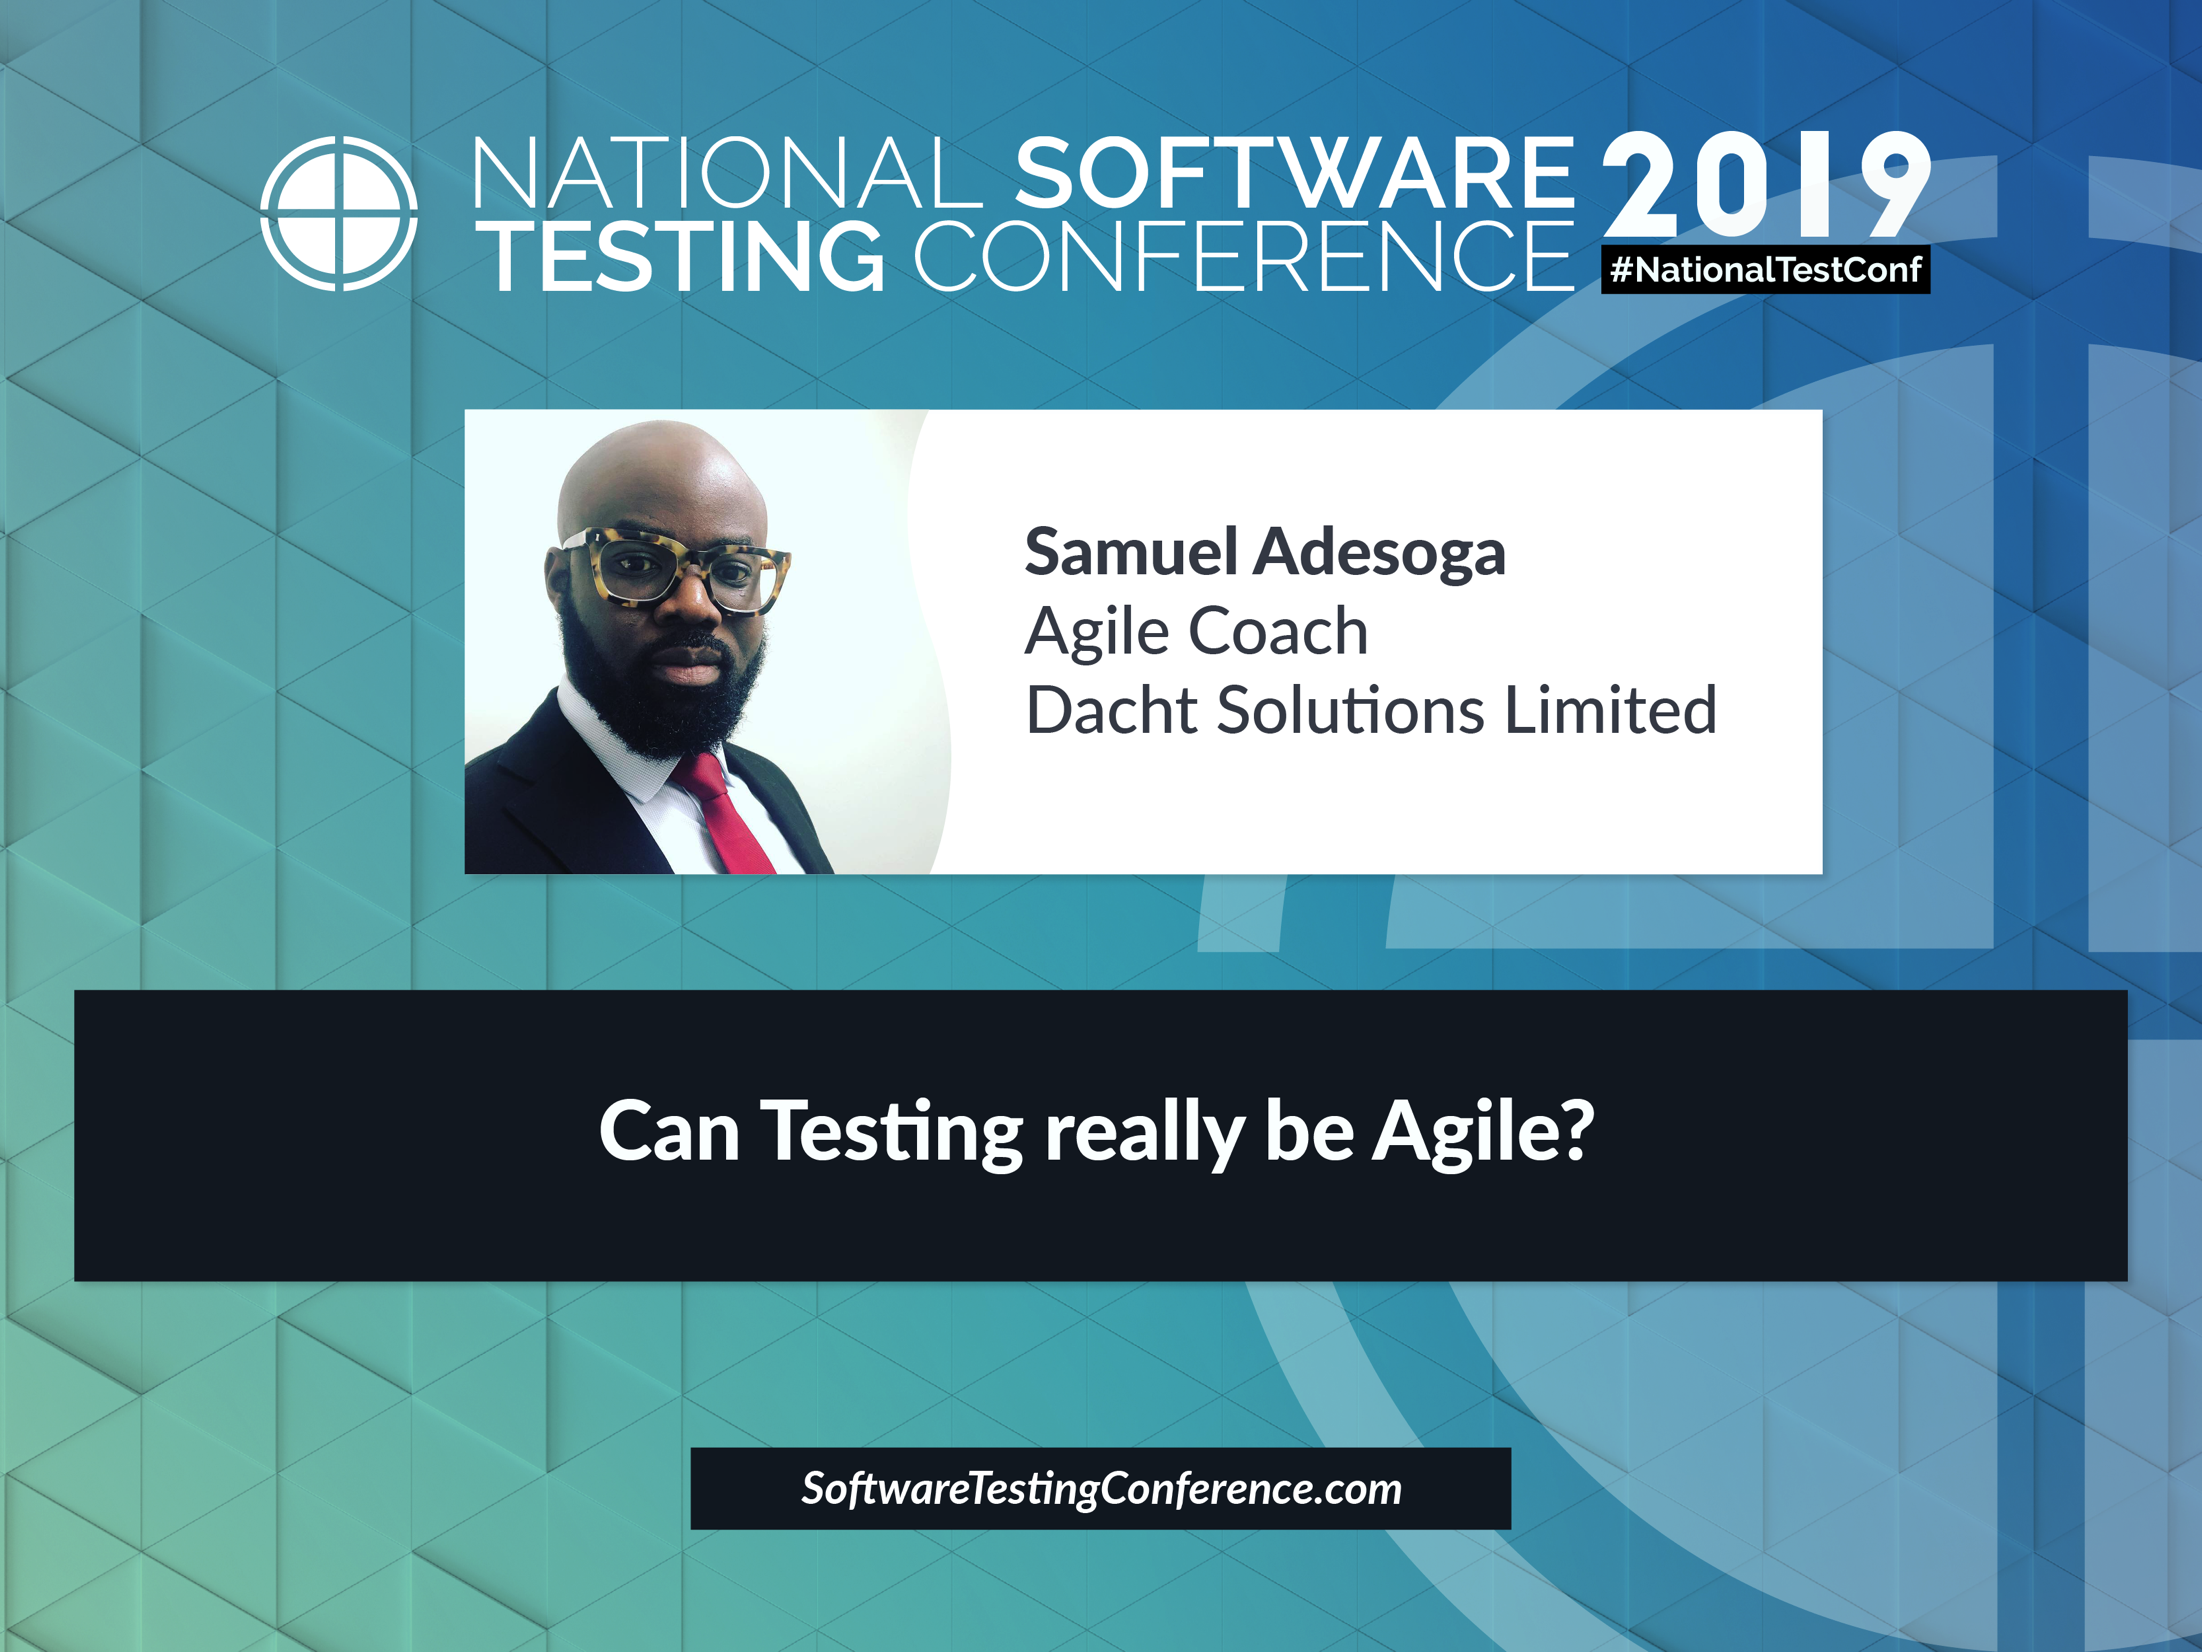 NATIONAL SOFTWARE
TESTING CONFERENCE
2019
#NationalTestConf
Samuel Adesoga
Agile Coach
Dacht Solutions Limited
Can Testing really be Agile?
SoftwareTestingConference.com